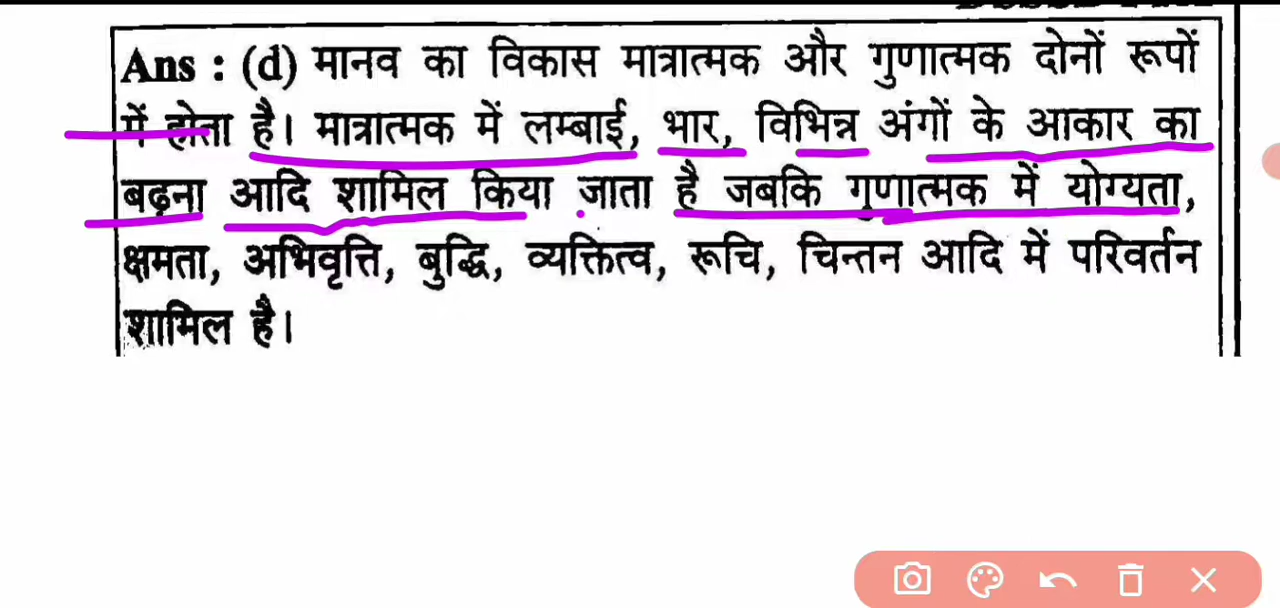 Ans : (d) मानव का विकास मात्रात्मक और गुणात्मक दोनों रूपों
में होता है। मात्रात्मक में लम्बाई, भार, विभिन्न अंगों के आकार का
बढ़ना आदि शामिल किया जाता है जबकि गुणात्मक में योग्यता,
क्षमता, अभिवृत्ति, बुद्धि, व्यक्तित्व, रूचि, चिन्तन आदि में परिवर्तन
शामिल है।